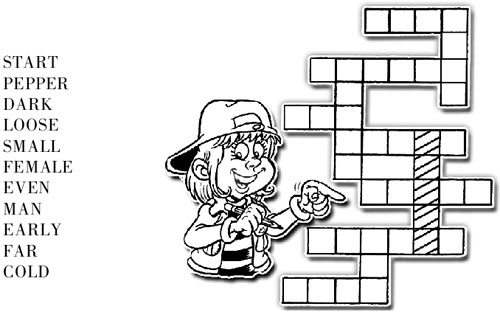 START
PEPPER
DARK
LOOSE
SMALL
FEMALE
EVEN
MAN
EARLY
FAR
COLD